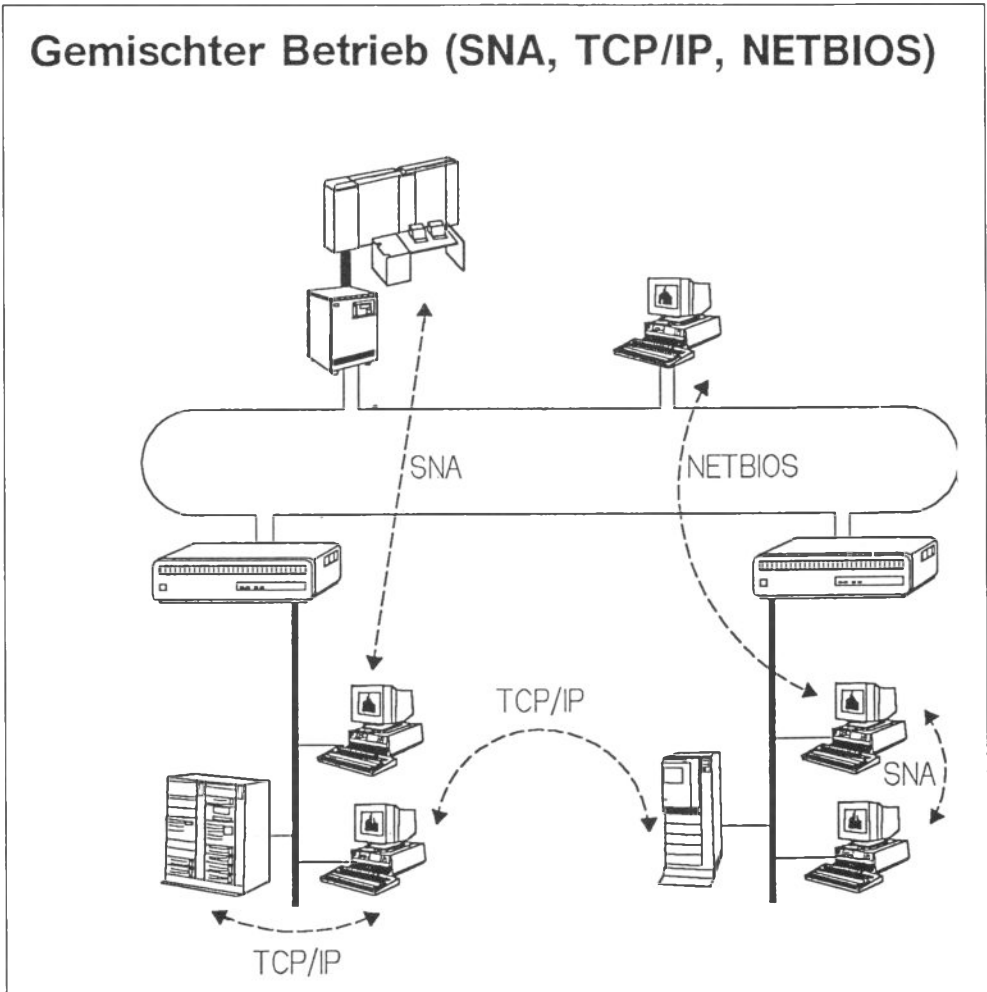 Gemischter Betrieb (SNA, TCP/IP, NETBIOS)
SNA
NETBIOS
TCP/IP
SNA
TCP/IP